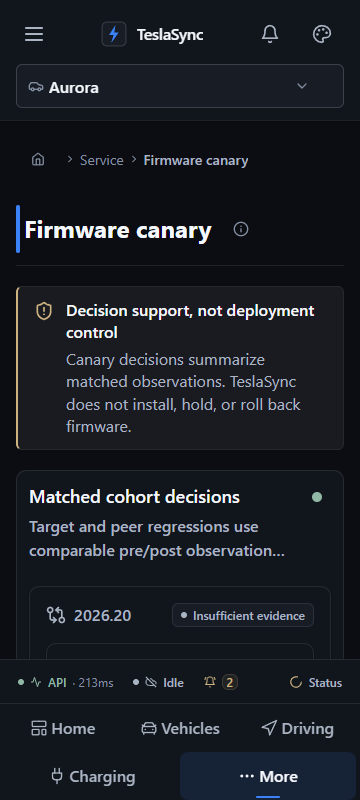 TeslaSync
Aurora
Service
Firmware canary
Firmware canary
Decision support, not deployment
control
Canary decisions summarize
matched observations. TeslaSync
does not install, hold, or roll back
firmware.
Matched cohort decisions
Target and peer regressions use
comparable pre/post observation...
2026.20
Insufficient evidence
API · 213ms
Idle
2
Status
Home
Vehicles
Driving
Charging
More